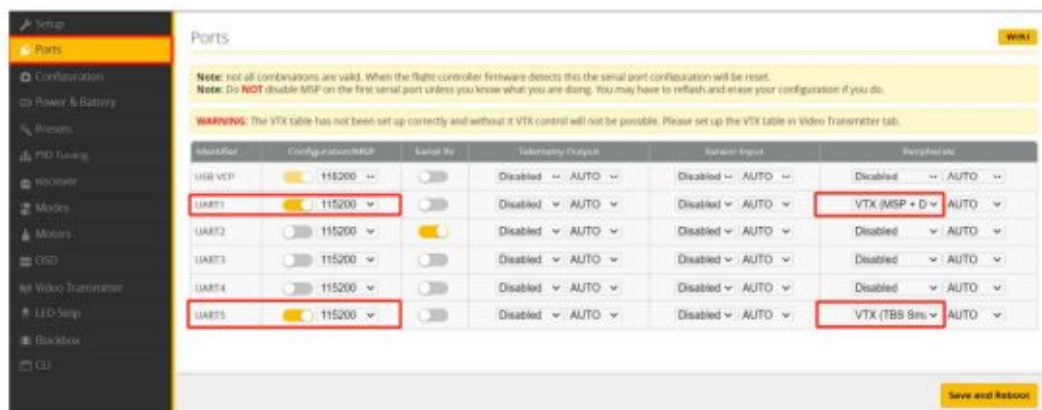 Setup
Ports
Configuration
Power & Battery
Presets
PID Tuning
Receiver
Modes
Motors
OSD
Video Transmitter
LED Strip
Blackbox
CLI
Ports
WIKI
Note: not all combinations are valid. When the flight controller firmware detects this the serial port configuration will be reset.
Note: Do NOT disable MSP on the first serial port unless you know what you are doing. You may have to reflash and erase your configuration if you do.
WARNING: The VTX table has not been set up correctly and without it VTX control will not be possible. Please set up the VTX table in Video Transmitter tab.
Identifier Configuration/MSP Serial Rx Telemetry Output Sensor Input Peripherals
USB VCP 115200 Disabled AUTO Disabled AUTO Disabled AUTO
UART1 115200 Disabled AUTO Disabled AUTO VTX (MSP + D AUTO
UART2 115200 Disabled AUTO Disabled AUTO Disabled AUTO
UART3 115200 Disabled AUTO Disabled AUTO Disabled AUTO
UART4 115200 Disabled AUTO Disabled AUTO Disabled AUTO
UART5 115200 Disabled AUTO Disabled AUTO VTX (TBS Sma AUTO
Save and Reboot